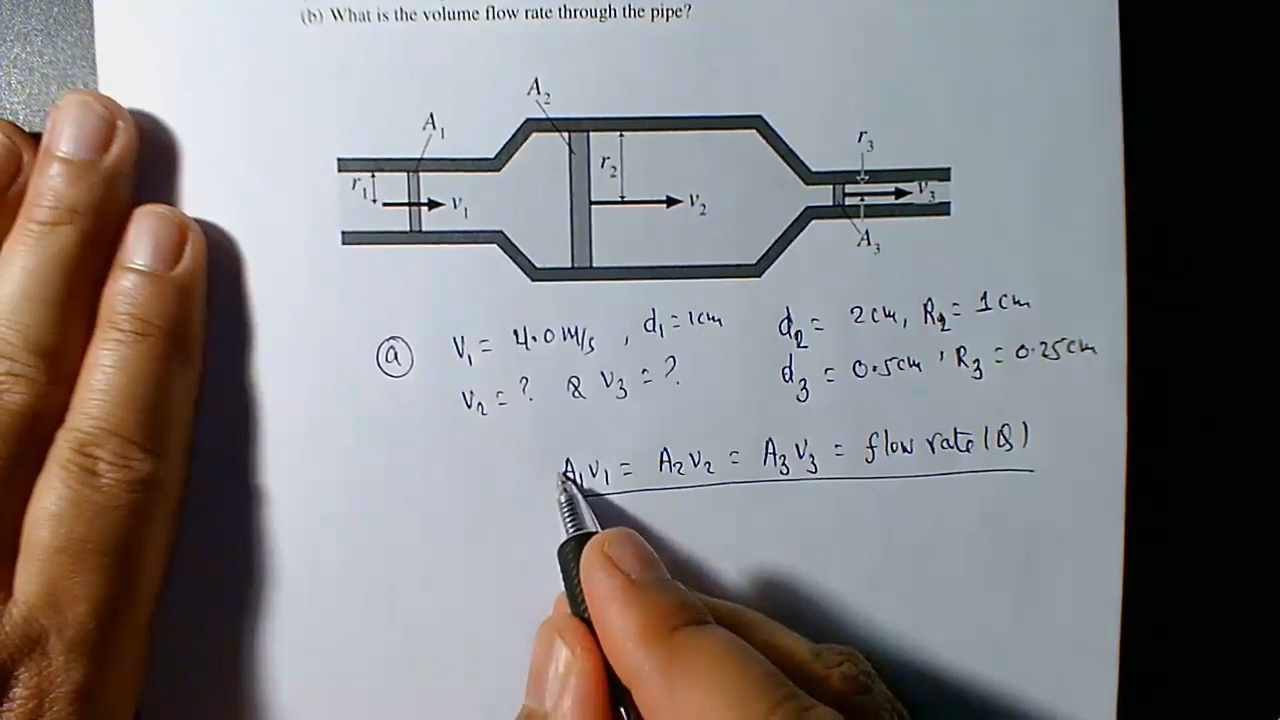 (b) What is the volume flow rate through the pipe?
A2
A1
r3
r1
r2
v1
v2
v3
A3
(a) V1 = 4.0 m/s , d1 = 1cm
d2 = 2cm, R2 = 1cm
V2 = ? & V3 = ?
d3 = 0.5cm , R3 = 0.25cm
A1V1 = A2V2 = A3V3 = flow rate (Q)